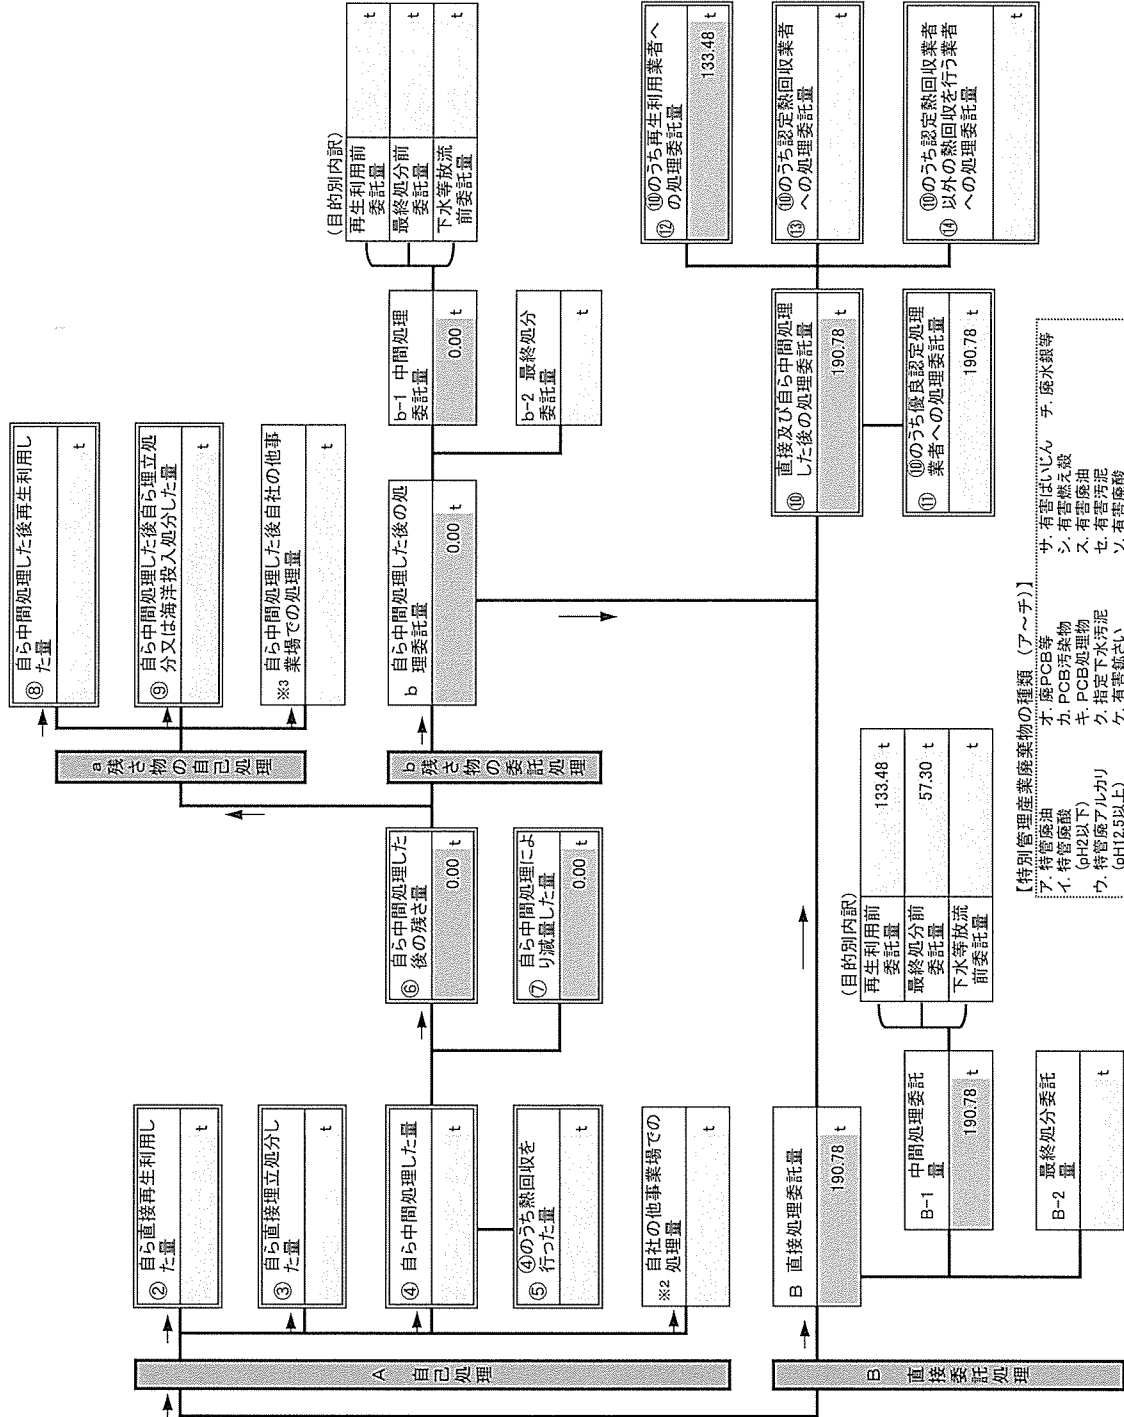 A 自己処理
② 自ら直接再生利用し
た量
t
③ 自ら直接埋立処分し
た量
t
④ 自ら中間処理した量
t
⑤ ④のうち熱回収を
行った量
t
※2 自社の他事業場での
処理量
t
⑥ 自ら中間処理した
後の残さ量
0.00 t
⑦ 自ら中間処理によ
り減量した量
0.00 t
a 残さ物の自己処理
⑧ 自ら中間処理した後再生利用し
た量
t
⑨ 自ら中間処理した後自ら埋立処
分又は海洋投入処分した量
t
※3 自ら中間処理した後自社の他事
業場での処理量
t
b 残さ物の委託処理
b 自ら中間処理した後の処
理委託量
0.00 t
b-1 中間処理
委託量
0.00 t
b-2 最終処分
委託量
t
(目的別内訳)
再生利用前
委託量
t
最終処分前
委託量
t
下水等放流
前委託量
t
B 直接委託処理
B 直接処理委託量
190.78 t
B-1 中間処理委託
量
190.78 t
B-2 最終処分委託
量
t
(目的別内訳)
再生利用前
委託量
133.48 t
最終処分前
委託量
57.30 t
下水等放流
前委託量
t
⑩ 直接及び自ら中間処理
した後の処理委託量
190.78 t
⑪ ⑩のうち優良認定処理
業者への処理委託量
190.78 t
⑫ ⑩のうち再生利用業者へ
の処理委託量
133.48 t
⑬ ⑩のうち認定熱回収業者
への処理委託量
t
⑭ ⑩のうち認定熱回収業者
以外の熱回収を行う業者
への処理委託量
t
【特別管理産業廃棄物の種類 (ア~チ)】
ア. 特管廃油
イ. 特管廃酸
(pH2以下)
ウ. 特管廃アルカリ
(pH12.5以上)
オ. 廃PCB等
カ. PCB汚染物
キ. PCB処理物
ク. 指定下水汚泥
ケ. 有害鉱さい
サ. 有害ばいじん
シ. 有害燃え殻
ス. 有害廃油
セ. 有害汚泥
ソ. 有害廃酸
チ. 廃水銀等